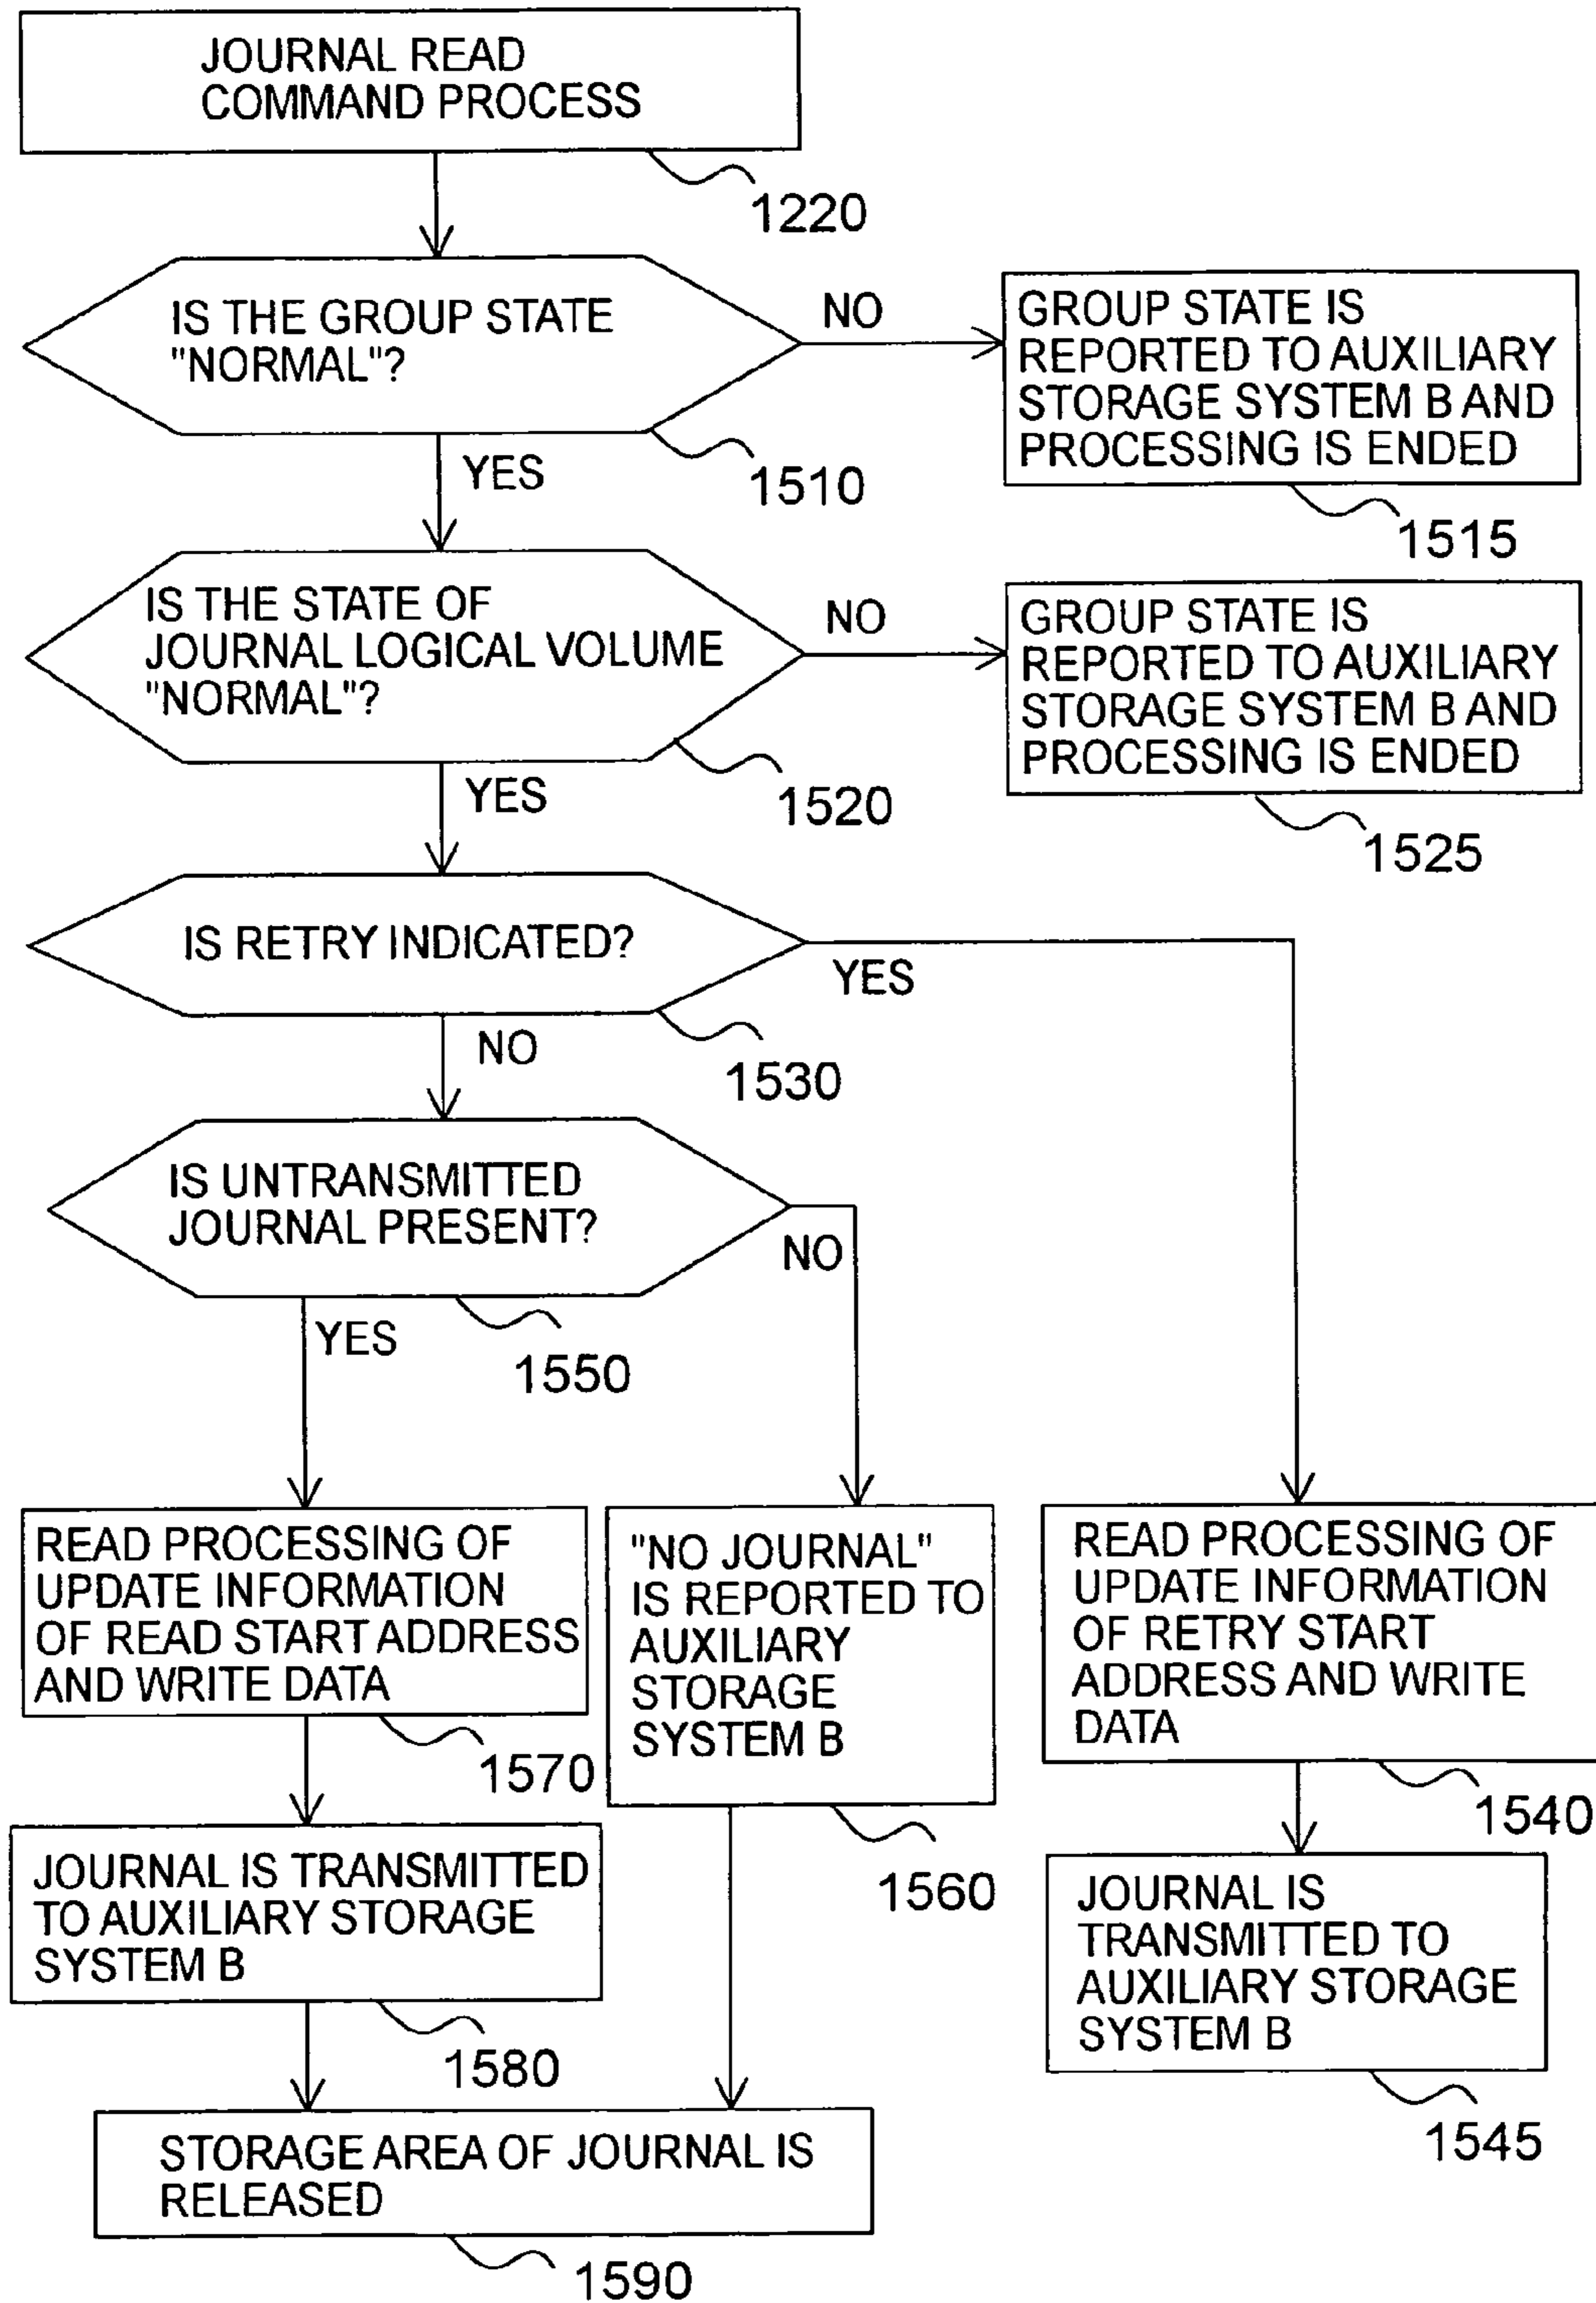 JOURNAL READ
COMMAND PROCESS
1220
IS THE GROUP STATE
"NORMAL"?
NO
1510
YES
GROUP STATE IS
REPORTED TO AUXILIARY
STORAGE SYSTEM B AND
PROCESSING IS ENDED
1515
IS THE STATE OF
JOURNAL LOGICAL VOLUME
"NORMAL"?
NO
1520
YES
GROUP STATE IS
REPORTED TO AUXILIARY
STORAGE SYSTEM B AND
PROCESSING IS ENDED
1525
IS RETRY INDICATED?
YES
1530
NO
IS UNTRANSMITTED
JOURNAL PRESENT?
NO
1550
YES
READ PROCESSING OF
UPDATE INFORMATION
OF READ START ADDRESS
AND WRITE DATA
1570
"NO JOURNAL"
IS REPORTED TO
AUXILIARY
STORAGE
SYSTEM B
1560
READ PROCESSING OF
UPDATE INFORMATION
OF RETRY START
ADDRESS AND WRITE
DATA
1540
JOURNAL IS TRANSMITTED
TO AUXILIARY STORAGE
SYSTEM B
1580
JOURNAL IS
TRANSMITTED TO
AUXILIARY STORAGE
SYSTEM B
1545
STORAGE AREA OF JOURNAL IS
RELEASED
1590